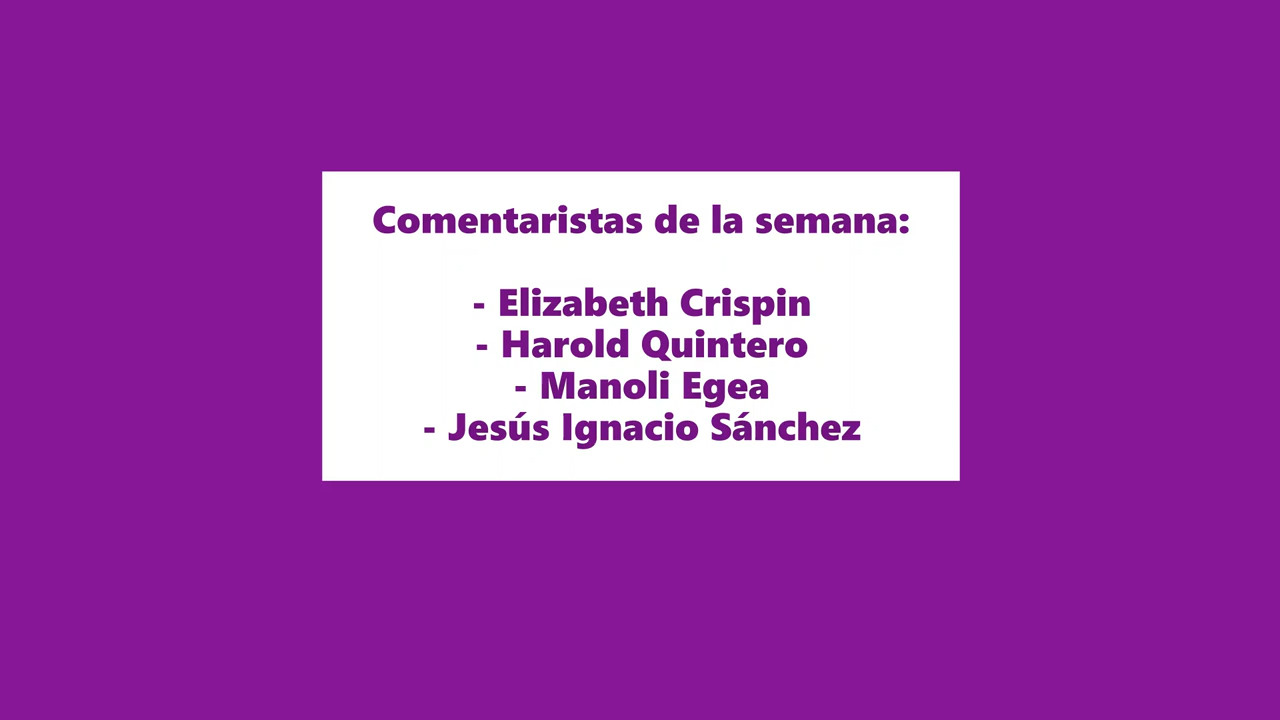 Comentaristas de la semana:
- Elizabeth Crispin
- Harold Quintero
- Manoli Egea
- Jesús Ignacio Sánchez